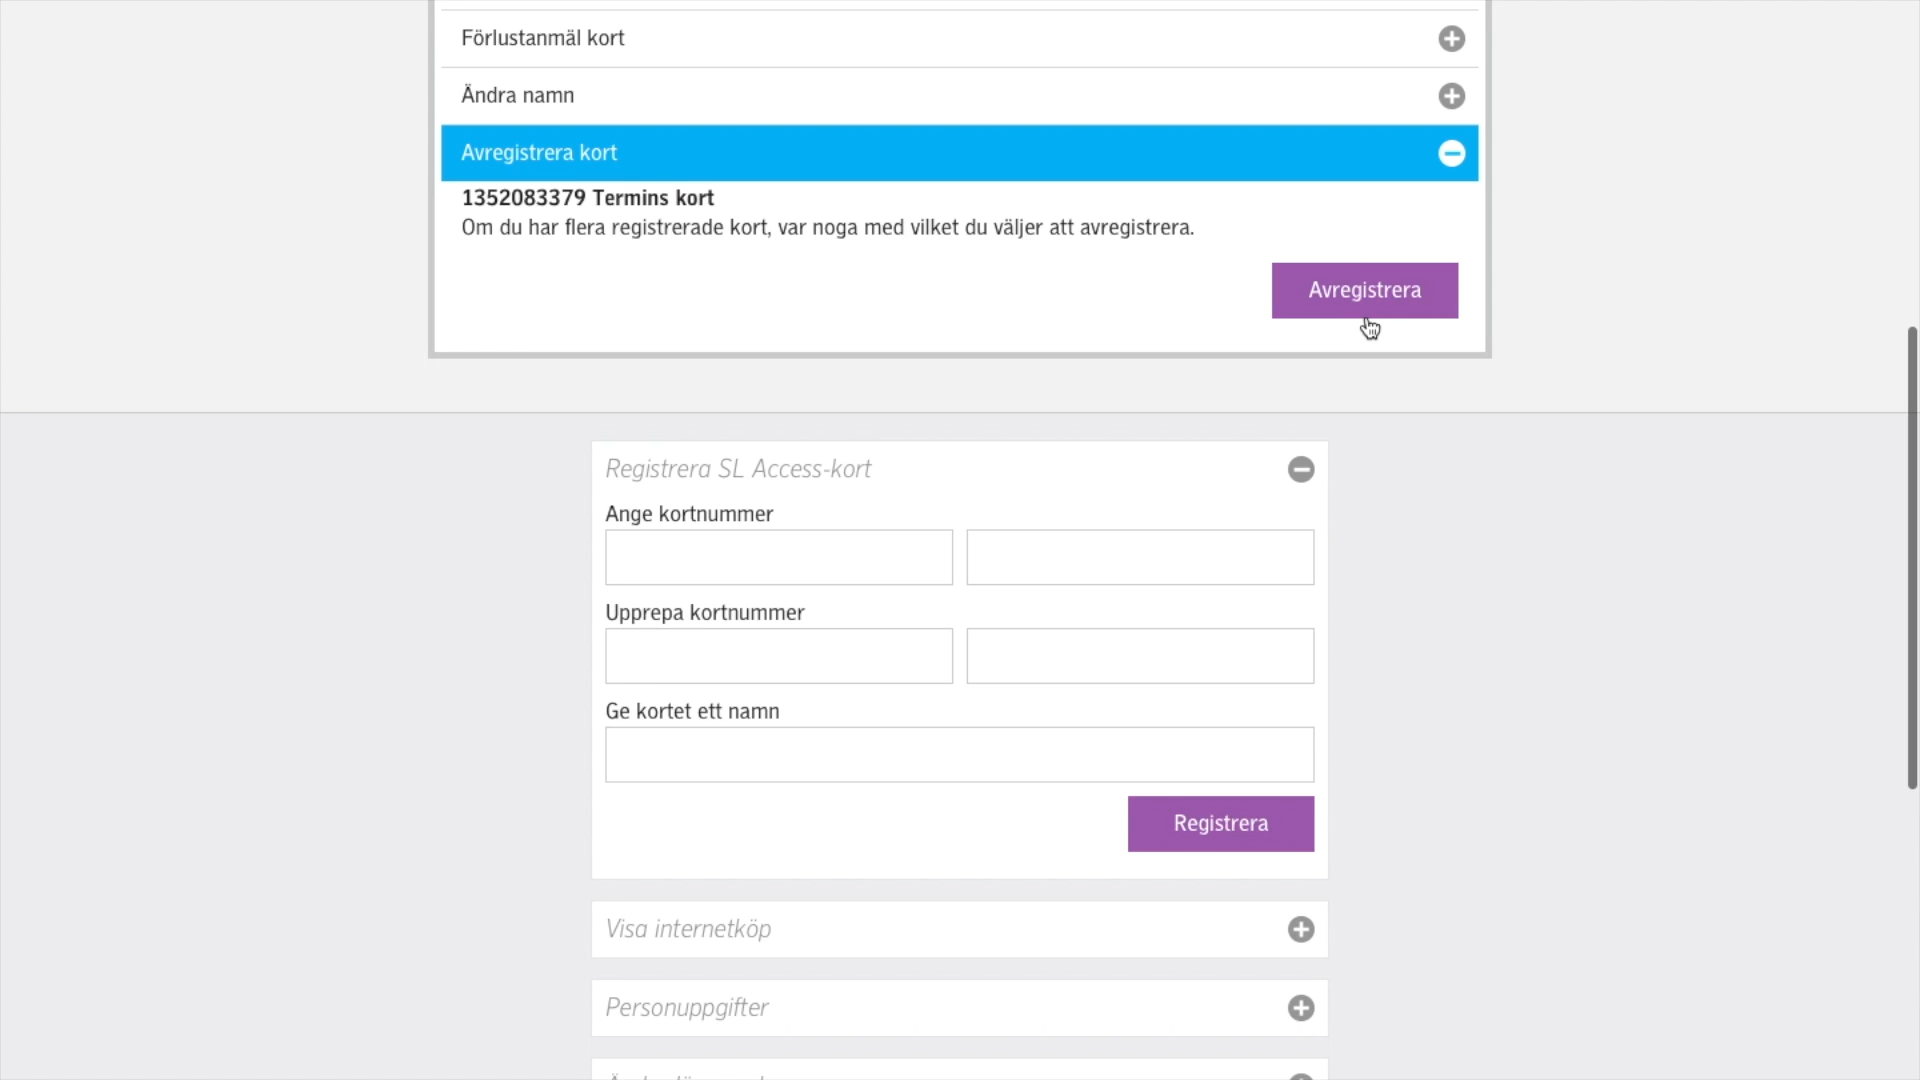 Förlustanmäl kort
Ändra namn
Avregistrera kort
1352083379 Termins kort
Om du har flera registrerade kort, var noga med vilket du väljer att avregistrera.
Avregistrera
Registrera SL Access-kort
Ange kortnummer
Upprepa kortnummer
Ge kortet ett namn
Registrera
Visa internetköp
Personuppgifter